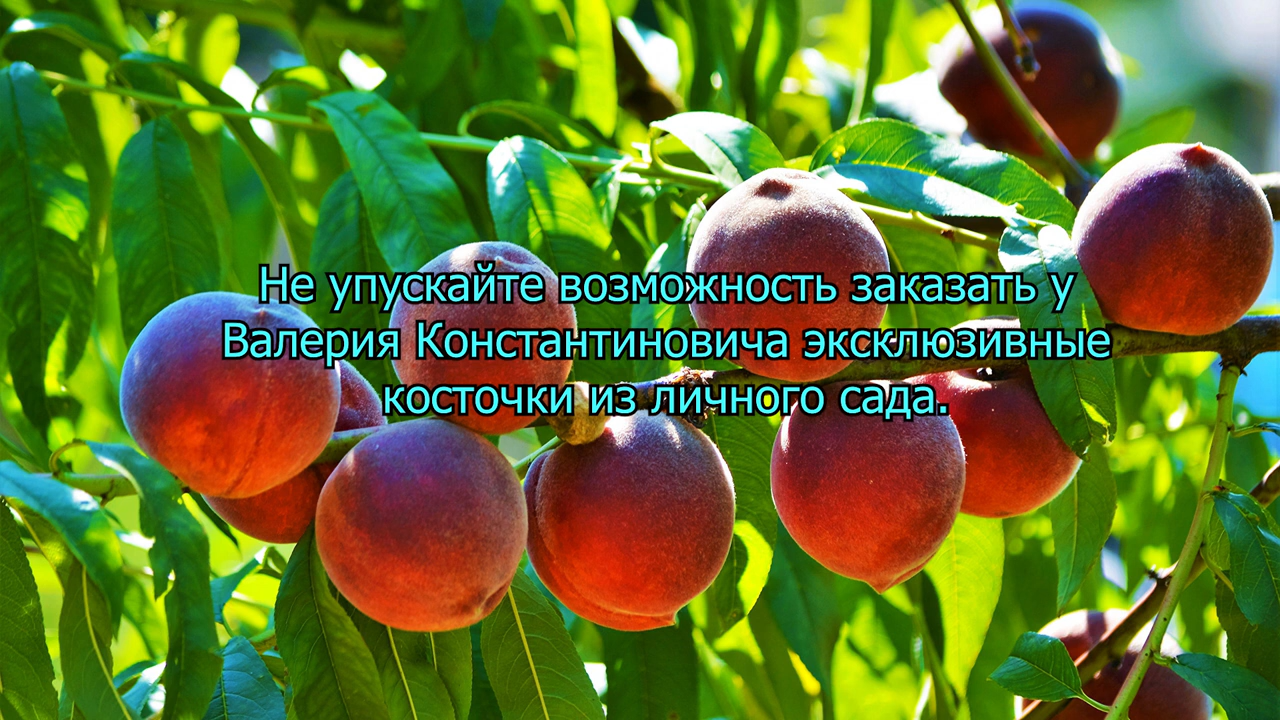 Не упускайте возможность заказать у
Валерия Константиновича эксклюзивные
косточки из личного сада.